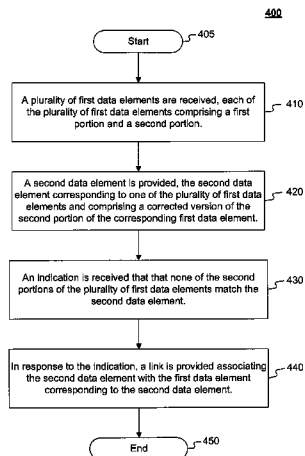 400
Start
405
A plurality of first data elements are received, each of
the plurality of first data elements comprising a first
portion and a second portion.
410
A second data element is provided, the second data
element corresponding to one of the plurality of first data
elements and comprising a corrected version of the
second portion of the corresponding first data element.
420
An indication is received that that none of the second
portions of the plurality of first data elements match the
second data element.
430
In response to the indication, a link is provided associating
the second data element with the first data element
corresponding to the second data element.
440
End
450